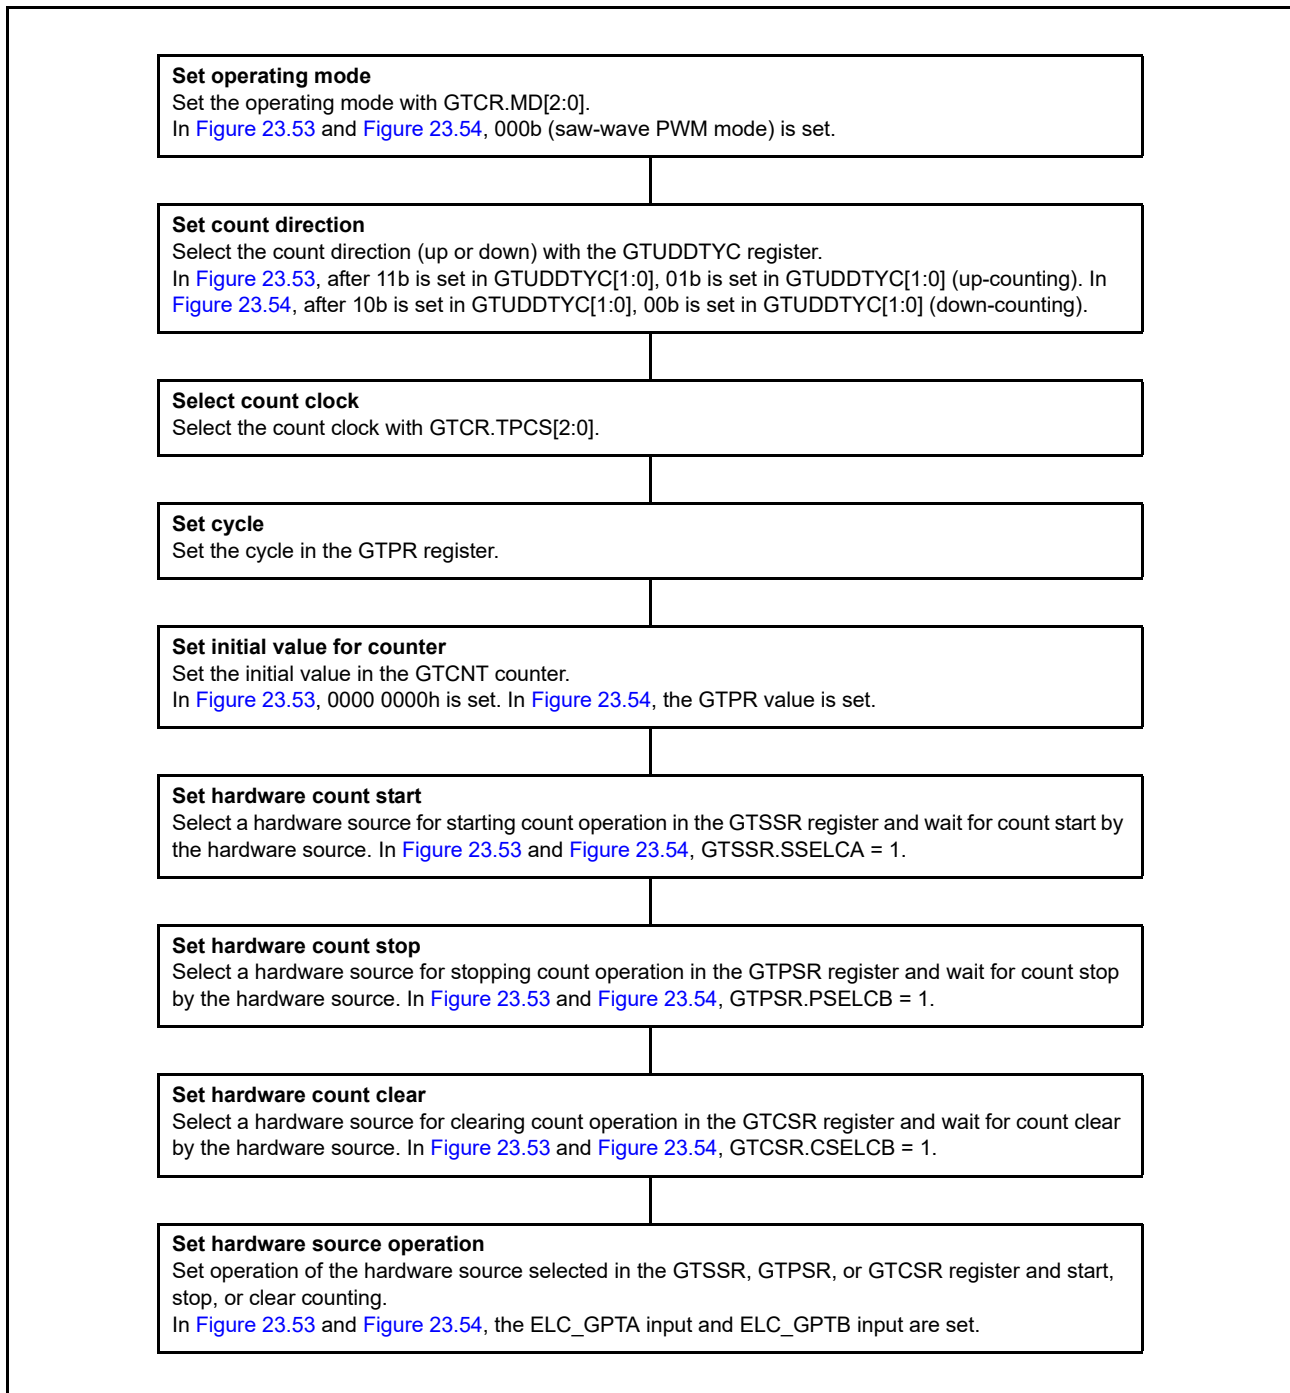 Set operating mode
Set the operating mode with GTCR.MD[2:0].
In Figure 23.53 and Figure 23.54, 000b (saw-wave PWM mode) is set.
Set count direction
Select the count direction (up or down) with the GTUDDTYC register.
In Figure 23.53, after 11b is set in GTUDDTYC[1:0], 01b is set in GTUDDTYC[1:0] (up-counting). In
Figure 23.54, after 10b is set in GTUDDTYC[1:0], 00b is set in GTUDDTYC[1:0] (down-counting).
Select count clock
Select the count clock with GTCR.TPCS[2:0].
Set cycle
Set the cycle in the GTPR register.
Set initial value for counter
Set the initial value in the GTCNT counter.
In Figure 23.53, 0000 0000h is set. In Figure 23.54, the GTPR value is set.
Set hardware count start
Select a hardware source for starting count operation in the GTSSR register and wait for count start by
the hardware source. In Figure 23.53 and Figure 23.54, GTSSR.SSELCA = 1.
Set hardware count stop
Select a hardware source for stopping count operation in the GTPSR register and wait for count stop
by the hardware source. In Figure 23.53 and Figure 23.54, GTPSR.PSELCB = 1.
Set hardware count clear
Select a hardware source for clearing count operation in the GTCSR register and wait for count clear
by the hardware source. In Figure 23.53 and Figure 23.54, GTCSR.CSELCB = 1.
Set hardware source operation
Set operation of the hardware source selected in the GTSSR, GTPSR, or GTCSR register and start,
stop, or clear counting.
In Figure 23.53 and Figure 23.54, the ELC_GPTA input and ELC_GPTB input are set.